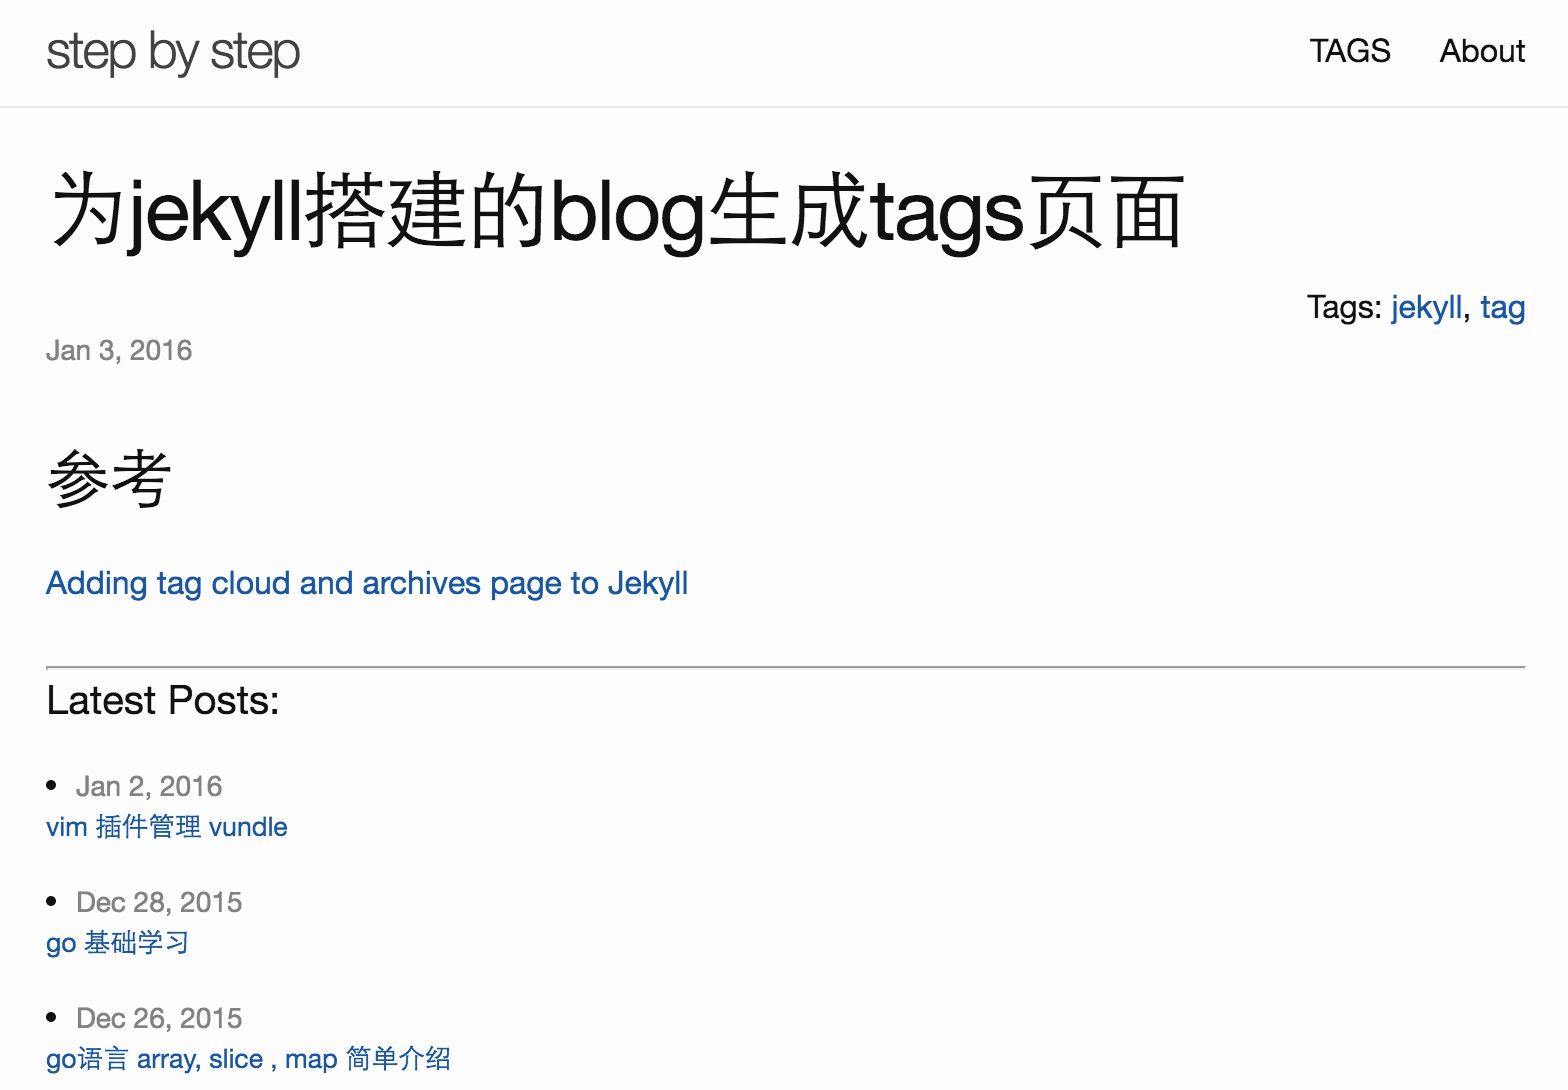 step by step
TAGS About
为jekyll搭建的blog生成tags页面
Tags: jekyll, tag
Jan 3, 2016
参考
Adding tag cloud and archives page to Jekyll
Latest Posts:
• Jan 2, 2016
vim 插件管理 vundle
• Dec 28, 2015
go 基础学习
• Dec 26, 2015
go语言 array, slice , map 简单介绍